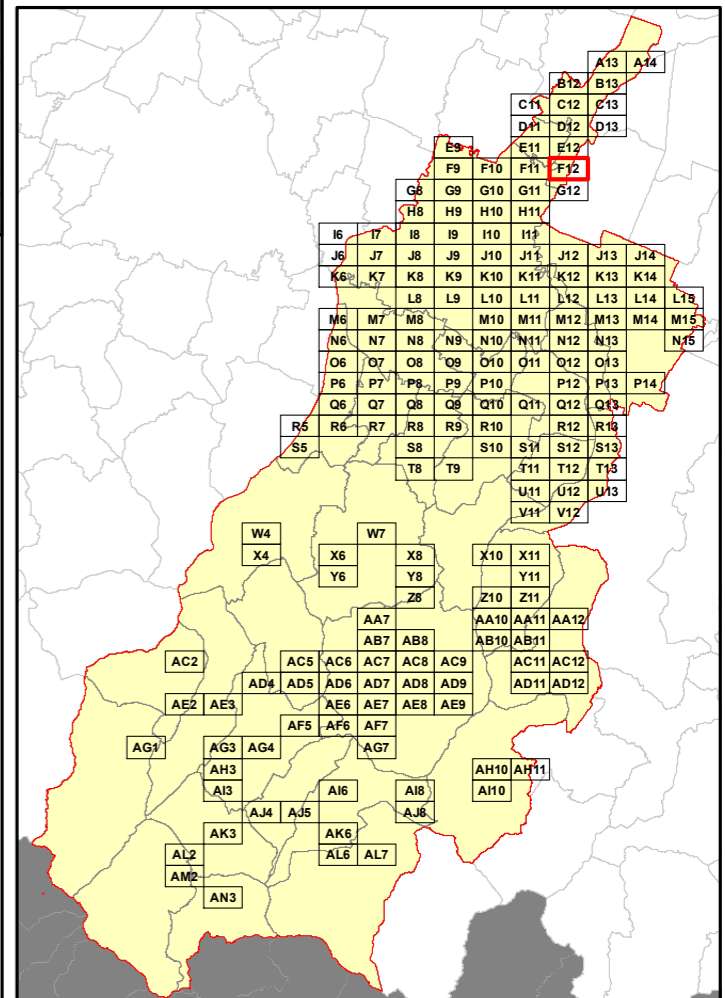 A13 A14
B12 B13
C11 C12 C13
D11 D12 D13
E9 E11 E12
F9 F10 F11 F12
G8 G9 G10 G11 G12
H8 H9 H10 H11
I6 I7 I8 I9 I10 I11
J6 J7 J8 J9 J10 J11 J12 J13 J14
K6 K7 K8 K9 K10 K11 K12 K13 K14
L8 L9 L10 L11 L12 L13 L14 L15
M6 M7 M8 M10 M11 M12 M13 M14 M15
N6 N7 N8 N9 N10 N11 N12 N13 N15
O6 O7 O8 O9 O10 O11 O12 O13
P6 P7 P8 P9 P10 P12 P13 P14
Q6 Q7 Q8 Q9 Q10 Q11 Q12 Q13
R5 R6 R7 R8 R9 R10 R12 R13
S5 S8 S10 S11 S12 S13
T8 T9 T11 T12 T13
U11 U12 U13
V11 V12
W4 W7
X4 X6 X8 X10 X11
Y6 Y8 Y11
Z8 Z10 Z11
AA7 AA10 AA11 AA12
AB7 AB8 AB10 AB11
AC2 AC5 AC6 AC7 AC8 AC9 AC11 AC12
AD4 AD5 AD6 AD7 AD8 AD9 AD11 AD12
AE2 AE3 AE6 AE7 AE8 AE9
AF5 AF6 AF7
AG1 AG3 AG4 AG7
AH3 AH10 AH11
AI3 AI6 AI8 AI10
AJ4 AJ5 AJ8
AK3 AK6
AL2 AL6 AL7
AM2
AN3